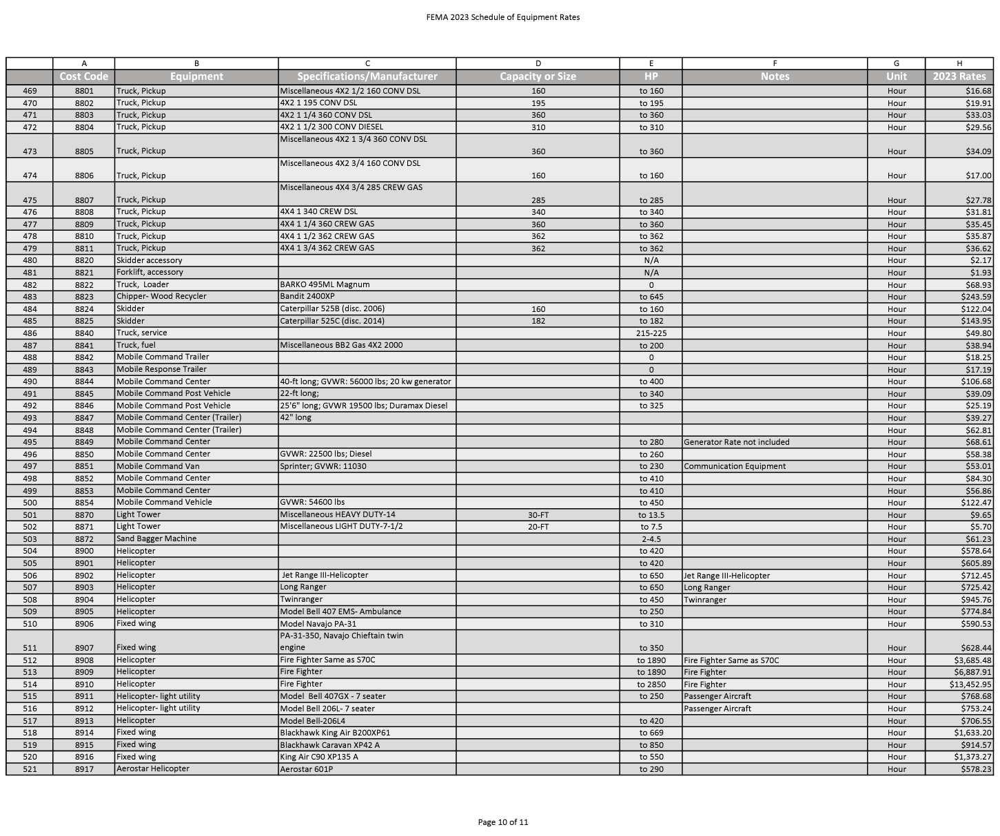 FEMA 2023 Schedule of Equipment Rates
A B C D E F G H
Cost Code Equipment Specifications/Manufacturer Capacity or Size HP Notes Unit 2023 Rates
469 8801 Truck, Pickup Miscellaneous 4X2 1/2 160 CONV DSL 160 to 160 Hour $16.68
470 8802 Truck, Pickup 4X2 1 195 CONV DSL 195 to 195 Hour $19.91
471 8803 Truck, Pickup 4X2 1 1/4 360 CONV DSL 360 to 360 Hour $33.03
472 8804 Truck, Pickup 4X2 1 1/2 300 CONV DIESEL 310 to 310 Hour $29.56
473 8805 Truck, Pickup Miscellaneous 4X2 1 3/4 360 CONV DSL 360 to 360 Hour $34.09
474 8806 Truck, Pickup Miscellaneous 4X2 3/4 160 CONV DSL 160 to 160 Hour $17.00
475 8807 Truck, Pickup Miscellaneous 4X4 3/4 285 CREW GAS 285 to 285 Hour $27.78
476 8808 Truck, Pickup 4X4 1 340 CREW DSL 340 to 340 Hour $31.81
477 8809 Truck, Pickup 4X4 1 1/4 360 CREW GAS 360 to 360 Hour $35.45
478 8810 Truck, Pickup 4X4 1 1/2 362 CREW GAS 362 to 362 Hour $35.87
479 8811 Truck, Pickup 4X4 1 3/4 362 CREW GAS 362 to 362 Hour $36.62
480 8820 Skidder accessory N/A Hour $2.17
481 8821 Forklift, accessory N/A Hour $1.93
482 8822 Truck, Loader BARKO 495ML Magnum 0 Hour $68.93
483 8823 Chipper- Wood Recycler Bandit 2400XP to 645 Hour $243.59
484 8824 Skidder Caterpillar 525B (disc. 2006) 160 to 160 Hour $122.04
485 8825 Skidder Caterpillar 525C (disc. 2014) 182 to 182 Hour $143.95
486 8840 Truck, service 215-225 Hour $49.80
487 8841 Truck, fuel Miscellaneous BB2 Gas 4X2 2000 to 200 Hour $38.94
488 8842 Mobile Command Trailer 0 Hour $18.25
489 8843 Mobile Response Trailer 0 Hour $17.19
490 8844 Mobile Command Center 40-ft long; GVWR: 56000 lbs; 20 kw generator to 400 Hour $106.68
491 8845 Mobile Command Post Vehicle 22-ft long; to 340 Hour $39.09
492 8846 Mobile Command Post Vehicle 25'6" long; GVWR 19500 lbs; Duramax Diesel to 325 Hour $25.19
493 8847 Mobile Command Center (Trailer) 42" long Hour $39.27
494 8848 Mobile Command Center (Trailer) Hour $62.81
495 8849 Mobile Command Center to 280 Generator Rate not included Hour $68.61
496 8850 Mobile Command Center GVWR: 22500 lbs; Diesel to 260 Hour $58.38
497 8851 Mobile Command Van Sprinter; GVWR: 11030 to 230 Communication Equipment Hour $53.01
498 8852 Mobile Command Center to 410 Hour $84.30
499 8853 Mobile Command Center to 410 Hour $56.86
500 8854 Mobile Command Vehicle GVWR: 54600 lbs to 450 Hour $122.47
501 8870 Light Tower Miscellaneous HEAVY DUTY-14 30-FT to 13.5 Hour $9.65
502 8871 Light Tower Miscellaneous LIGHT DUTY-7-1/2 20-FT to 7.5 Hour $5.70
503 8872 Sand Bagger Machine 2-4.5 Hour $61.23
504 8900 Helicopter to 420 Hour $578.64
505 8901 Helicopter to 420 Hour $605.89
506 8902 Helicopter Jet Range III-Helicopter to 650 Jet Range III-Helicopter Hour $712.45
507 8903 Helicopter Long Ranger to 650 Long Ranger Hour $725.42
508 8904 Helicopter Twinranger to 450 Twinranger Hour $945.76
509 8905 Helicopter Model Bell 407 EMS- Ambulance to 250 Hour $774.84
510 8906 Fixed wing Model Navajo PA-31 to 310 Hour $590.53
PA-31-350, Navajo Chieftain twin
511 8907 Fixed wing engine to 350 Hour $628.44
512 8908 Helicopter Fire Fighter Same as S70C to 1890 Fire Fighter Same as S70C Hour $3,685.48
513 8909 Helicopter Fire Fighter to 1890 Fire Fighter Hour $6,887.91
514 8910 Helicopter Fire Fighter to 2850 Fire Fighter Hour $13,452.95
515 8911 Helicopter- light utility Model Bell 407GX - 7 seater to 250 Passenger Aircraft Hour $768.68
516 8912 Helicopter- light utility Model Bell 206L- 7 seater Passenger Aircraft Hour $753.24
517 8913 Helicopter Model Bell-206L4 to 420 Hour $706.55
518 8914 Fixed wing Blackhawk King Air B200XP61 to 669 Hour $1,633.20
519 8915 Fixed wing Blackhawk Caravan XP42 A to 850 Hour $914.57
520 8916 Fixed wing King Air C90 XP135 A to 550 Hour $1,373.27
521 8917 Aerostar Helicopter Aerostar 601P to 290 Hour $578.23
Page 10 of 11